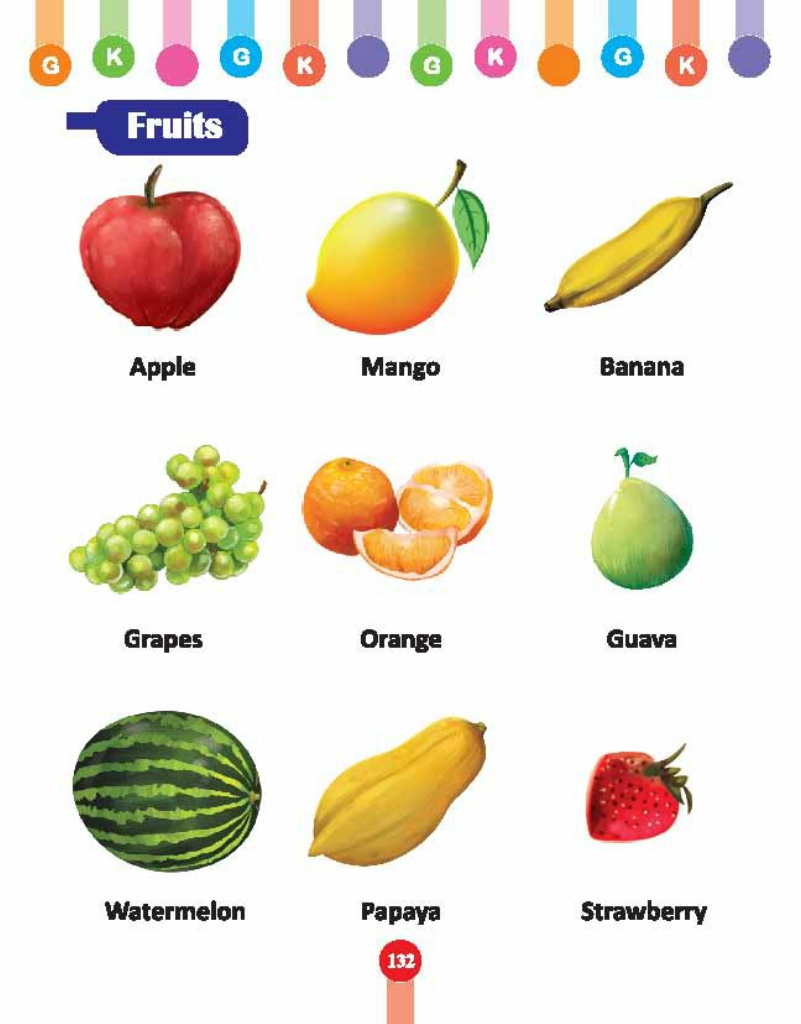 G K G K G K G K
Fruits
Apple Mango Banana
Grapes Orange Guava
Watermelon Papaya Strawberry
132